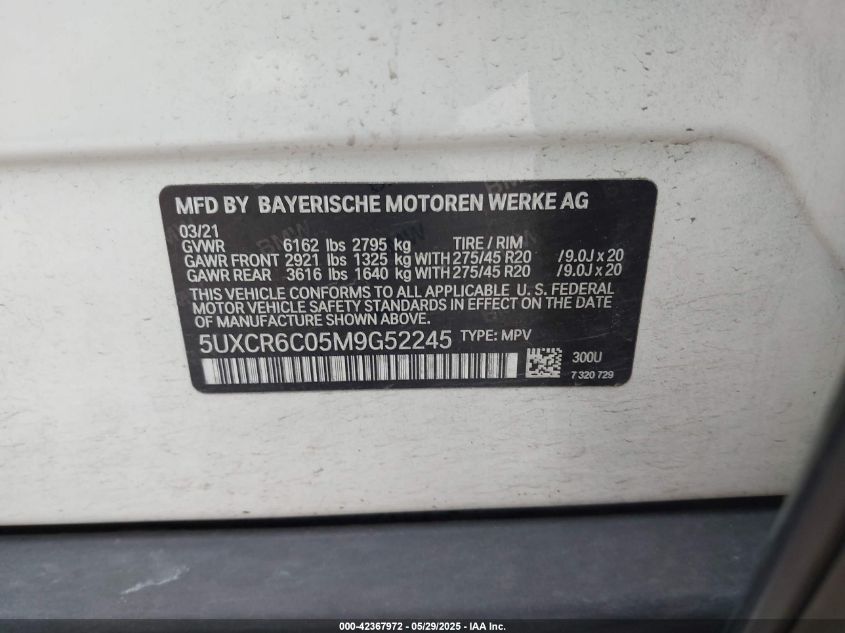 MFD BY BAYERISCHE MOTOREN WERKE AG
03/21
GVWR 6162 lbs 2795 kg TIRE / RIM
GAWR FRONT 2921 lbs 1325 kg WITH 275/45 R20 /9.0J x 20
GAWR REAR 3616 lbs 1640 kg WITH 275/45 R20 /9.0J x 20
THIS VEHICLE CONFORMS TO ALL APPLICABLE U. S. FEDERAL
MOTOR VEHICLE SAFETY STANDARDS IN EFFECT ON THE DATE
OF MANUFACTURE SHOWN ABOVE.
5UXCR6C05M9G52245 TYPE: MPV
300U
7 320 729
000-42367972 - 05/29/2025 - IAA Inc.